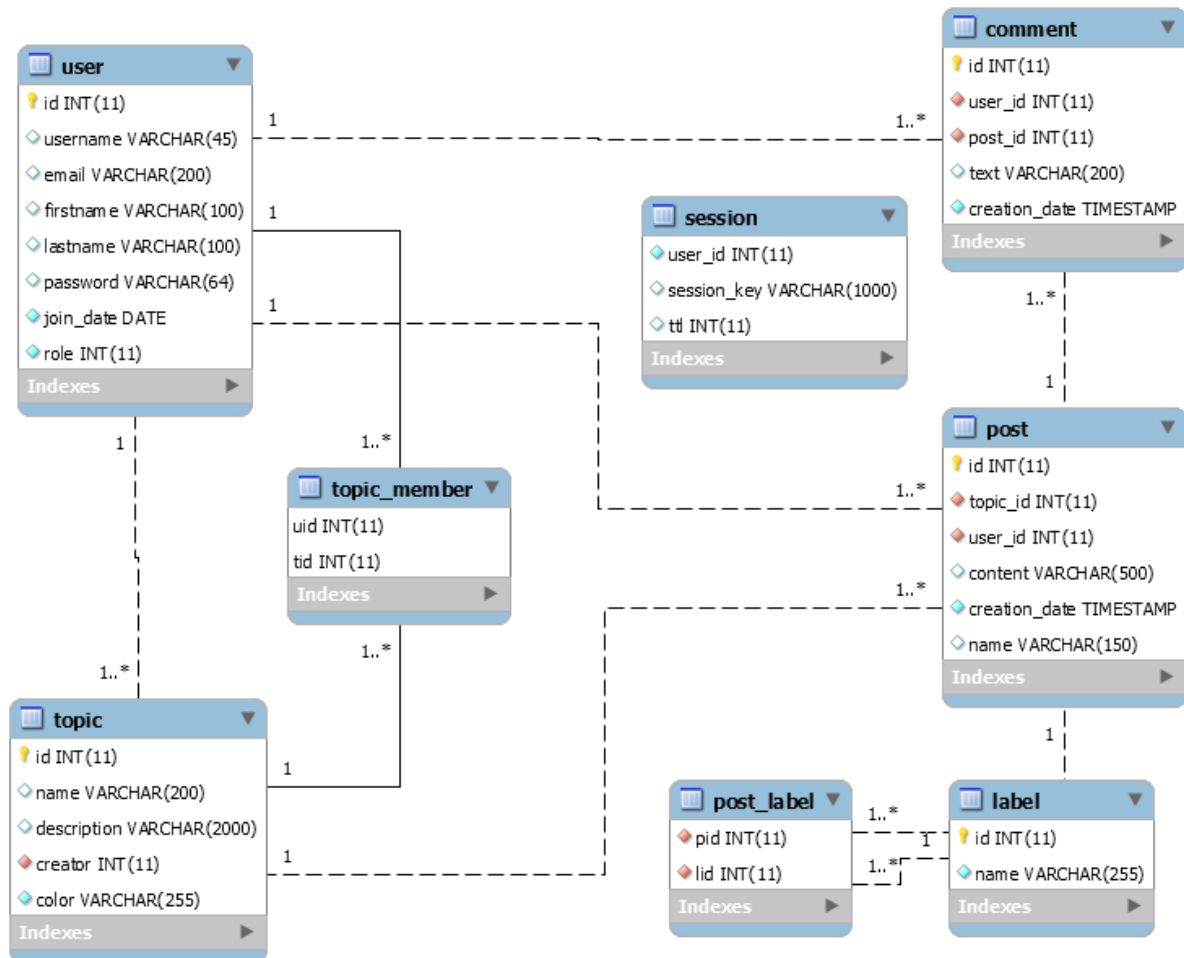 user
id INT(11)
username VARCHAR(45)
email VARCHAR(200)
firstname VARCHAR(100)
lastname VARCHAR(100)
password VARCHAR(64)
join_date DATE
role INT(11)
Indexes
1
1..*
1
1
1
1..*
comment
id INT(11)
user_id INT(11)
post_id INT(11)
text VARCHAR(200)
creation_date TIMESTAMP
Indexes
session
user_id INT(11)
session_key VARCHAR(1000)
ttl INT(11)
Indexes
1..*
1
post
id INT(11)
topic_id INT(11)
user_id INT(11)
content VARCHAR(500)
creation_date TIMESTAMP
name VARCHAR(150)
Indexes
1..*
topic_member
uid INT(11)
tid INT(11)
Indexes
1..*
1..*
1..*
topic
id INT(11)
name VARCHAR(200)
description VARCHAR(2000)
creator INT(11)
color VARCHAR(255)
Indexes
1
1
1
post_label
pid INT(11)
lid INT(11)
Indexes
1..*
1
1..*
label
id INT(11)
name VARCHAR(255)
Indexes